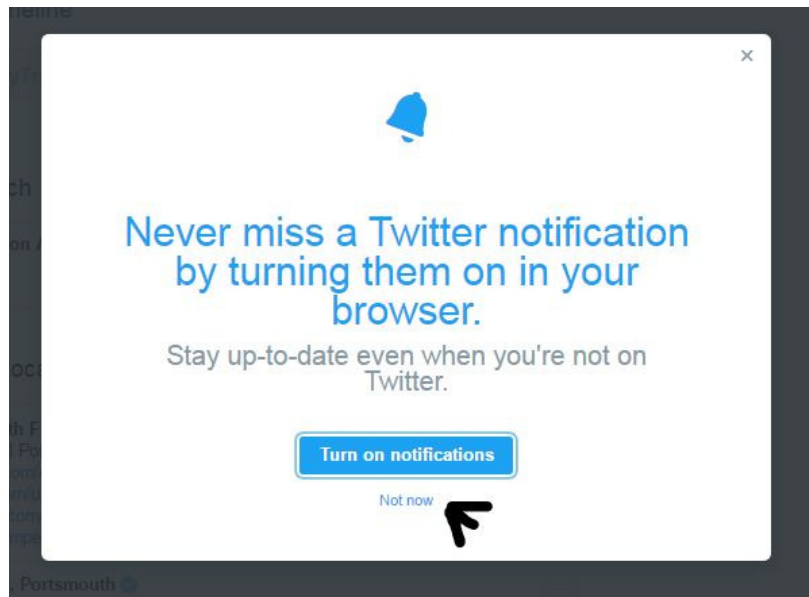 Never miss a Twitter notification
by turning them on in your
browser.
Stay up-to-date even when you're not on
Twitter.
Turn on notifications
Not now
Portsmouth